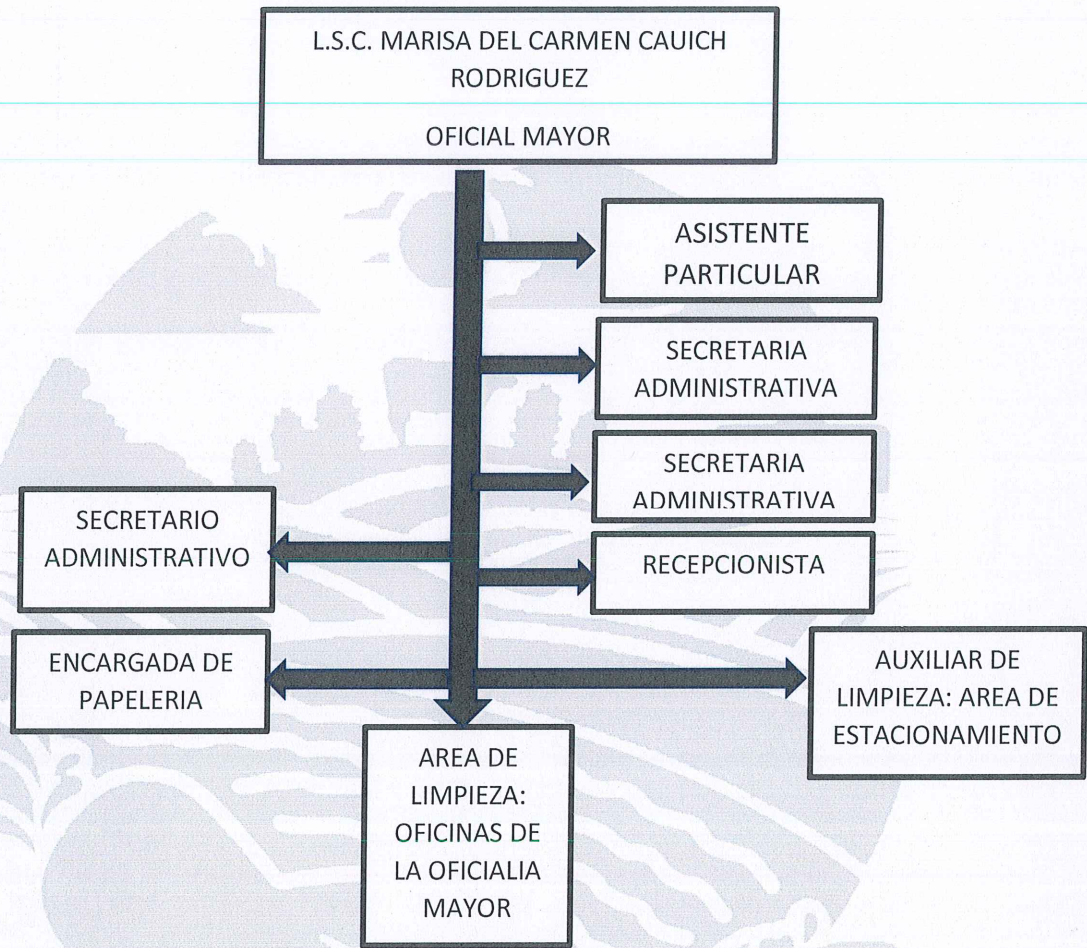 L.S.C. MARISA DEL CARMEN CAUICH
RODRIGUEZ
OFICIAL MAYOR
ASISTENTE
PARTICULAR
SECRETARIA
ADMINISTRATIVA
SECRETARIA
ADMINISTRATIVA
SECRETARIO
ADMINISTRATIVO
RECEPCIONISTA
ENCARGADA DE
PAPELERIA
AUXILIAR DE
LIMPIEZA: AREA DE
ESTACIONAMIENTO
AREA DE
LIMPIEZA:
OFICINAS DE
LA OFICIALIA
MAYOR